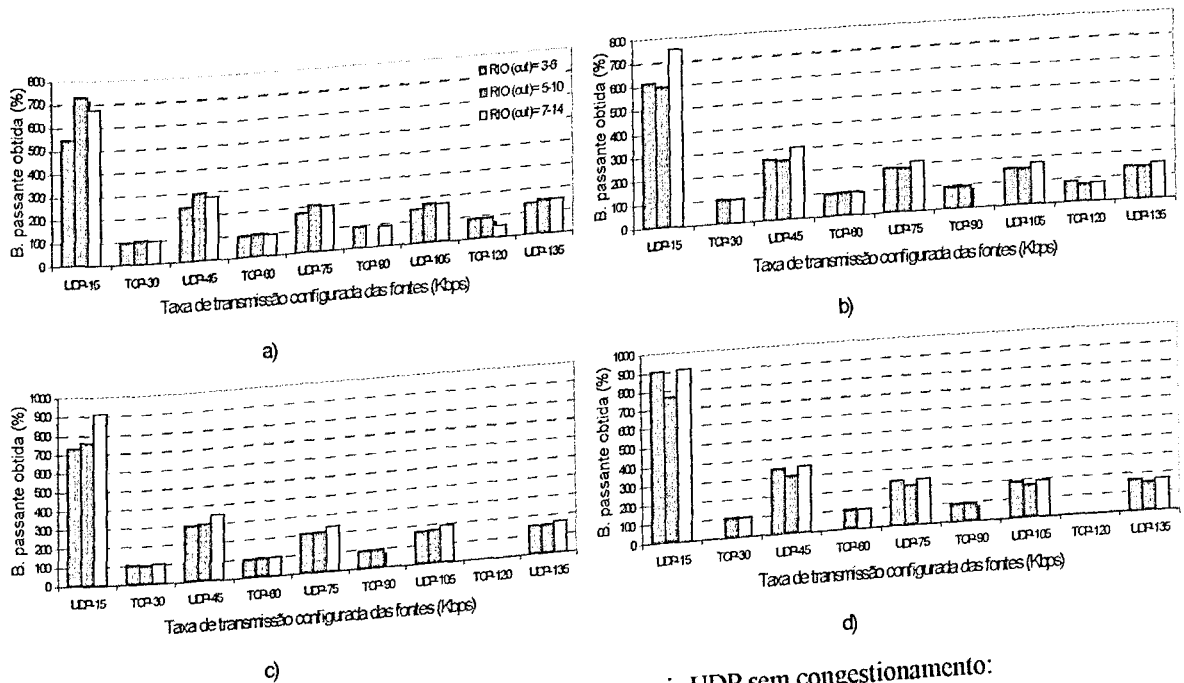 B. passante obtida (%)
800
700
600
500
400
300
200
100
0
RIO (out)= 3-6
RIO (out)= 5-10
RIO (out)= 7-14
UDP-15 TCP-30 UDP-45 TCP-60 UDP-75 TCP-90 UDP-105 TCP-120 UDP-135
Taxa de transmissão configurada das fontes (Kbps)
a)
B. passante obtida (%)
800
700
600
500
400
300
200
100
0
UDP-15 TCP-30 UDP-45 TCP-60 UDP-75 TCP-90 UDP-105 TCP-120 UDP-135
Taxa de transmissão configurada das fontes (Kbps)
b)
B. passante obtida (%)
1000
900
800
700
600
500
400
300
200
100
0
UDP-15 TCP-30 UDP-45 TCP-60 UDP-75 TCP-90 UDP-105 TCP-120 UDP-135
Taxa de transmissão configurada das fontes (Kbps)
c)
B. passante obtida (%)
1000
900
800
700
600
500
400
300
200
100
0
UDP-15 TCP-30 UDP-45 TCP-60 UDP-75 TCP-90 UDP-105 TCP-120 UDP-135
Taxa de transmissão configurada das fontes (Kbps)
d)
UDP sem congestionamento: